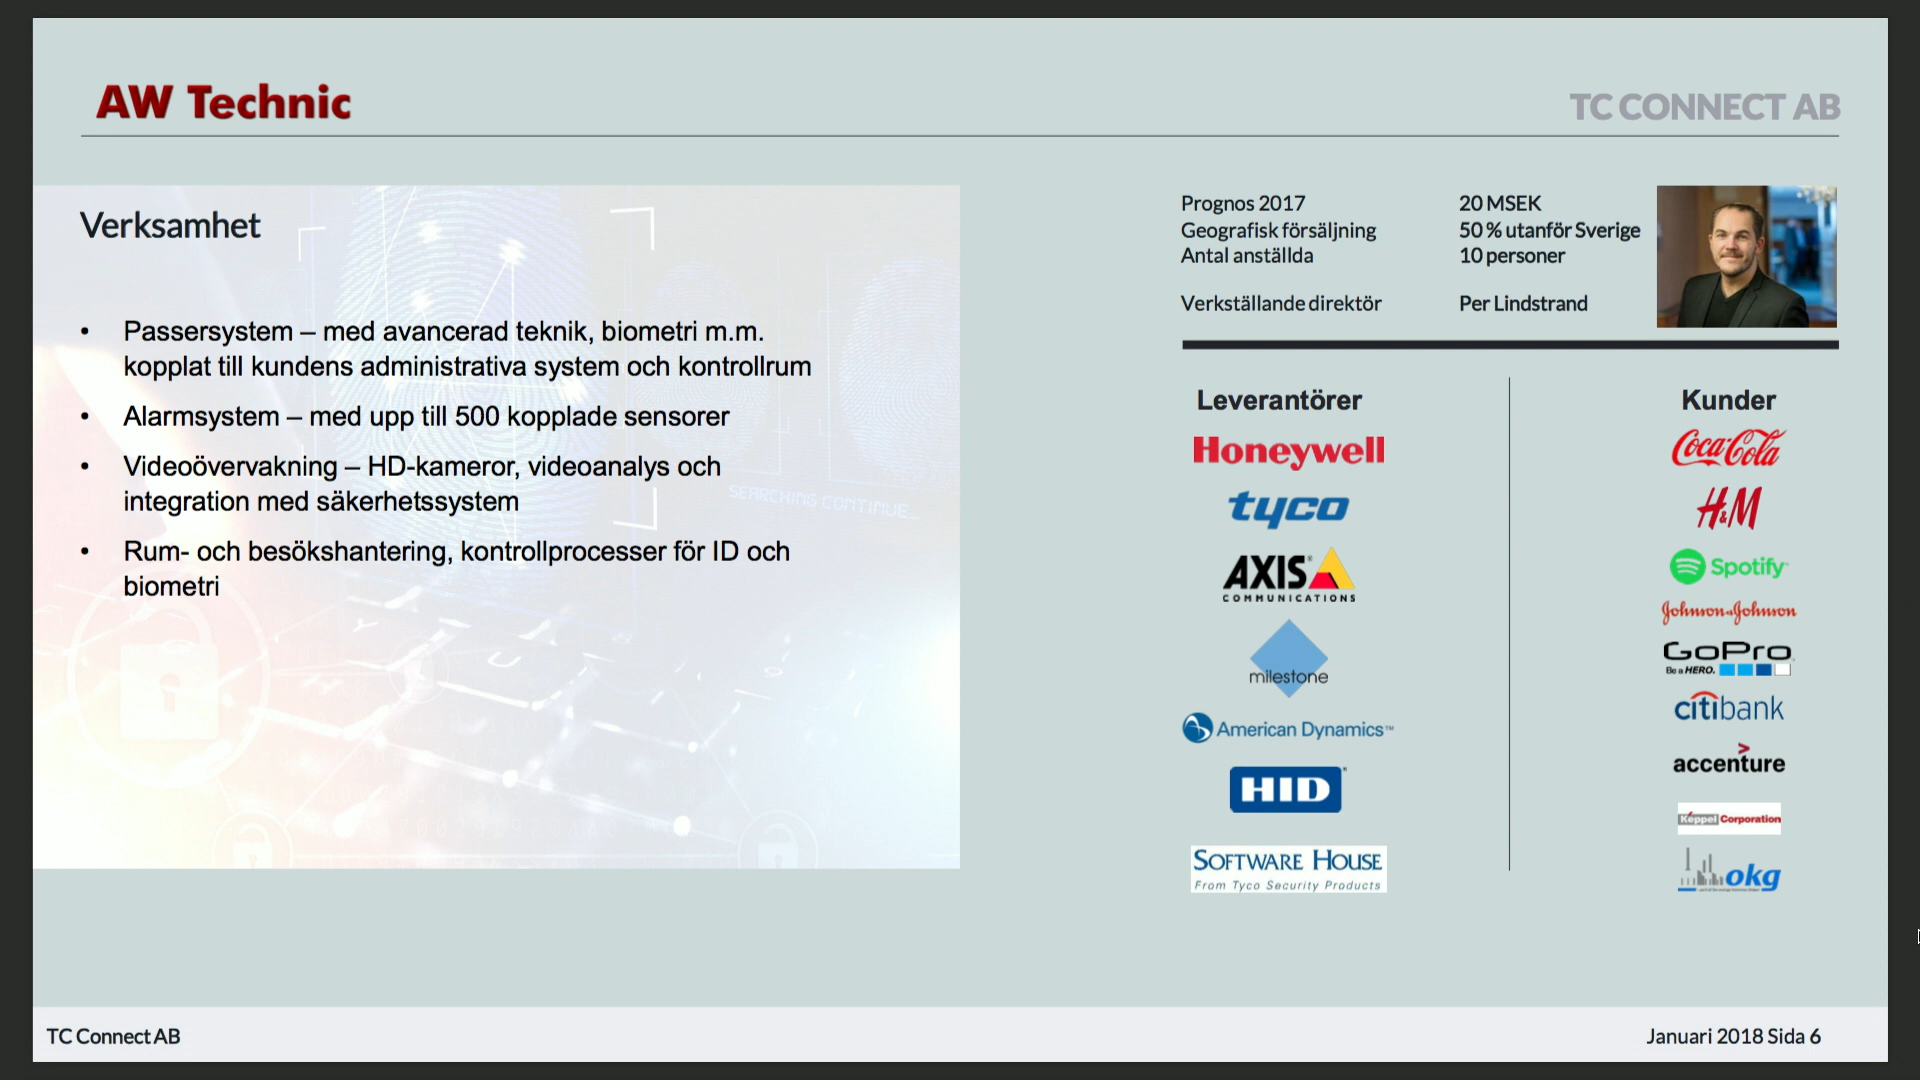 AW Technic
TC CONNECT AB
Verksamhet
• Passersystem – med avancerad teknik, biometri m.m.
kopplat till kundens administrativa system och kontrollrum
• Alarmsystem – med upp till 500 kopplade sensorer
• Videoövervakning – HD-kameror, videoanalys och
integration med säkerhetssystem
• Rum- och besökshantering, kontrollprocesser för ID och
biometri
SEARCHING CONTINUE...
Prognos 2017 20 MSEK
Geografisk försäljning 50 % utanför Sverige
Antal anställda 10 personer
Verkställande direktör Per Lindstrand
Leverantörer
Honeywell
tyco
AXIS
COMMUNICATIONS
milestone
American Dynamics™
HID
SOFTWARE HOUSE
From Tyco Security Products
Kunder
Coca-Cola
H&M
Spotify
Johnson & Johnson
GoPro
Be a HERO.
citibank
accenture
Keppel Corporation
okg
TC Connect AB
Januari 2018 Sida 6